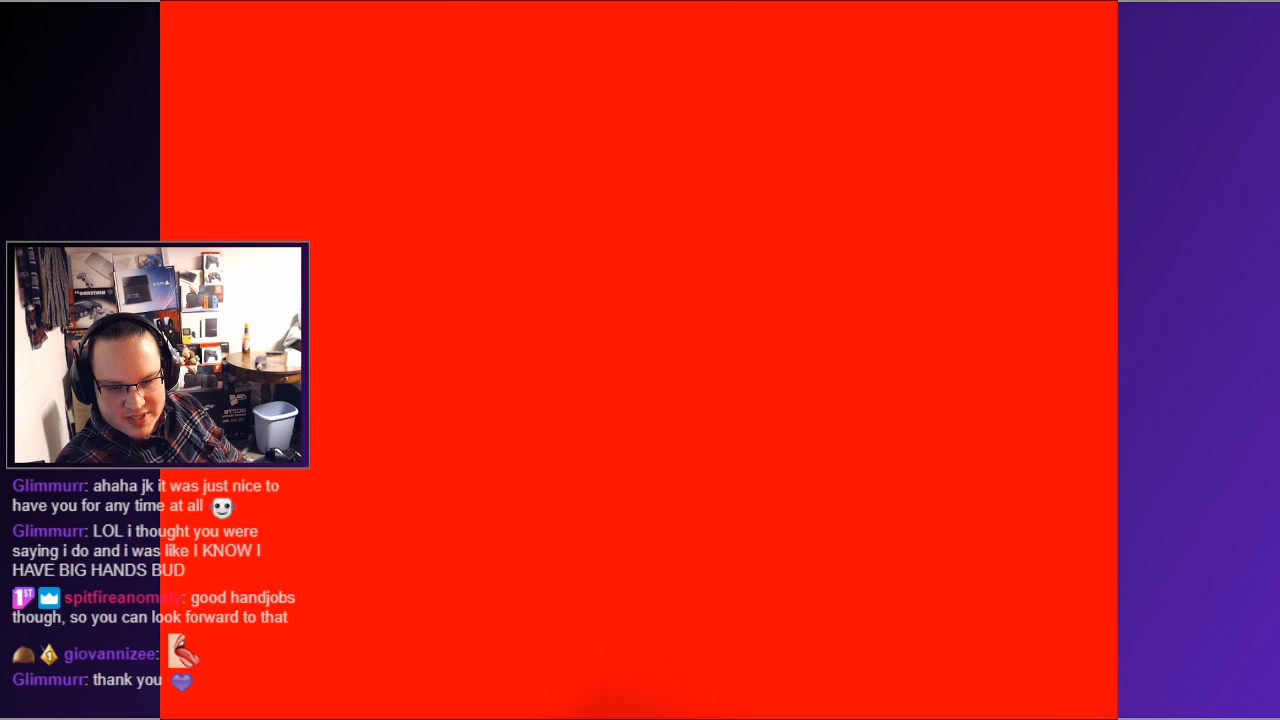 Glimmurr: ahaha jk it was just nice to
have you for any time at all
Glimmurr: LOL i thought you were
saying i do and i was like I KNOW I
HAVE BIG HANDS BUD
1ST spitfireanomaly: good handjobs
though, so you can look forward to that
1 giovannizee:
Glimmurr: thank you